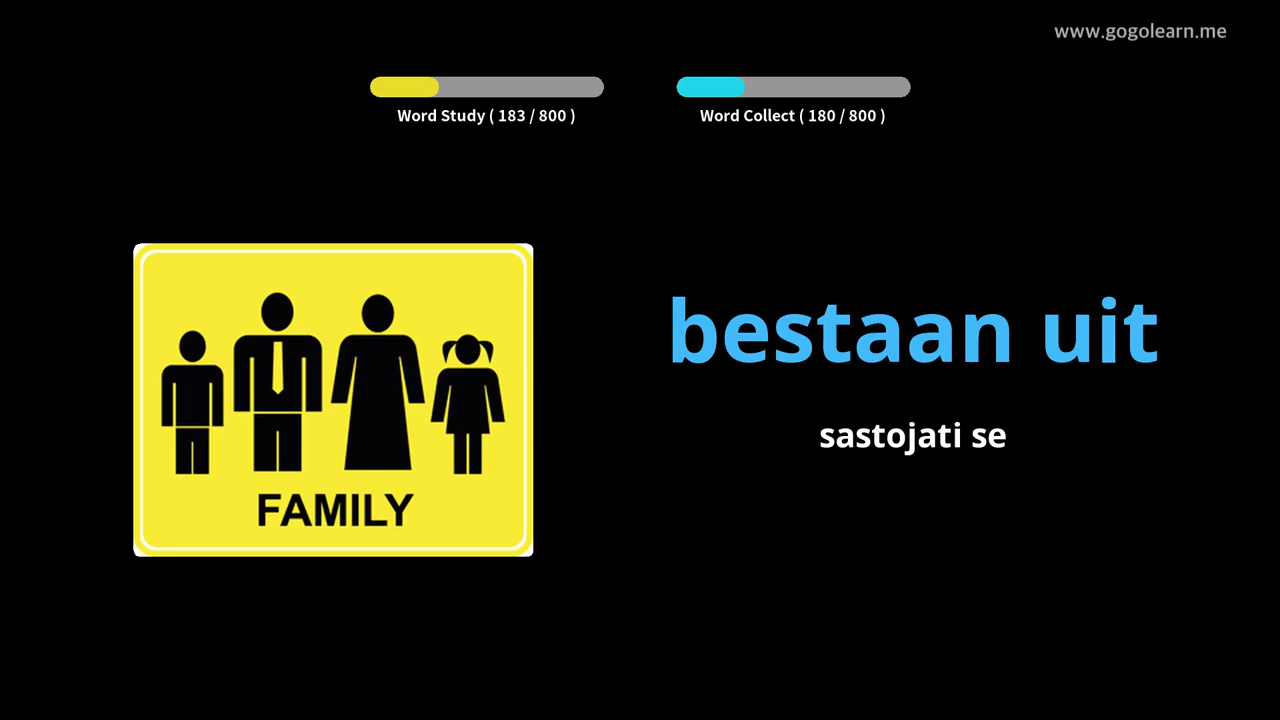 www.gogolearn.me
Word Study ( 183 / 800 )
Word Collect ( 180 / 800 )
bestaan uit
sastojati se
FAMILY